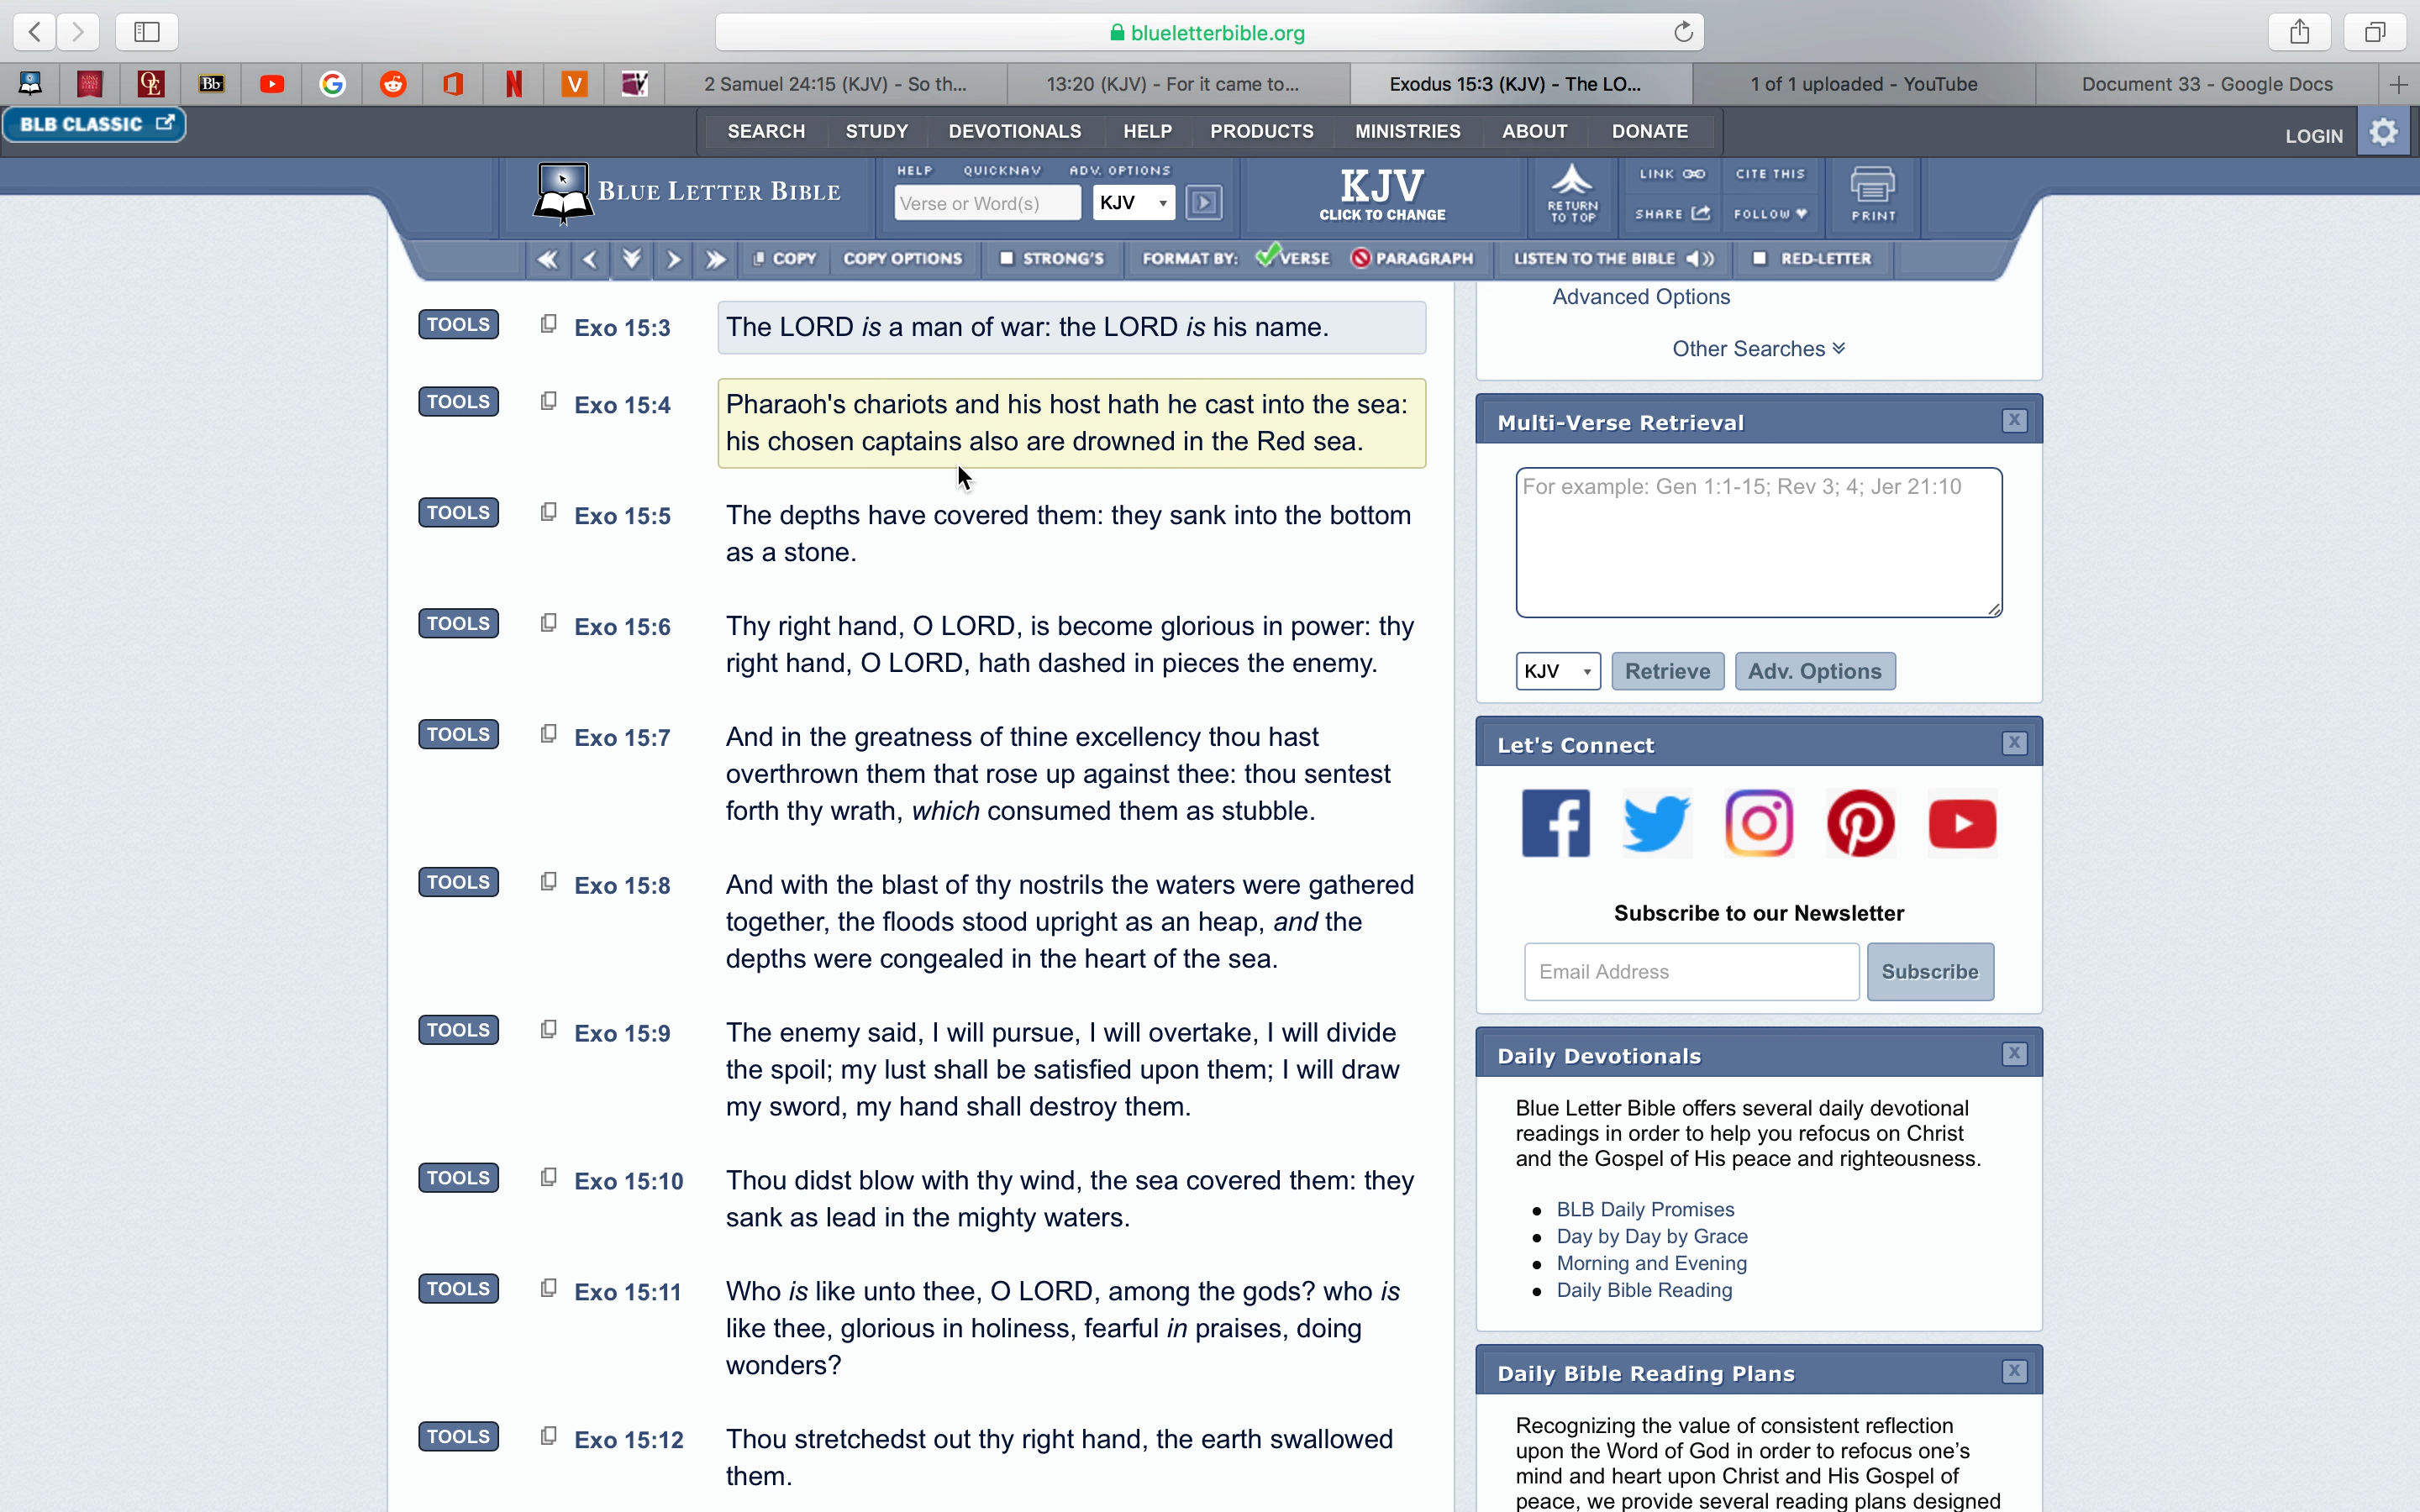 blueletterbible.org
Bb
2 Samuel 24:15 (KJV) - So th...
13:20 (KJV) - For it came to...
Exodus 15:3 (KJV) - The LO...
1 of 1 uploaded - YouTube
Document 33 - Google Docs
BLB CLASSIC
SEARCH
STUDY
DEVOTIONALS
HELP
PRODUCTS
MINISTRIES
ABOUT
DONATE
LOGIN
BLUE LETTER BIBLE
HELP
QUICKNAV
ADV. OPTIONS
Verse or Word(s)
KJV
KJV
CLICK TO CHANGE
RETURN
TO TOP
LINK
CITE THIS
SHARE
FOLLOW
PRINT
COPY
COPY OPTIONS
STRONG'S
FORMAT BY:
VERSE
PARAGRAPH
LISTEN TO THE BIBLE
RED-LETTER
TOOLS Exo 15:3 The LORD is a man of war: the LORD is his name.
TOOLS Exo 15:4 Pharaoh's chariots and his host hath he cast into the sea:
his chosen captains also are drowned in the Red sea.
TOOLS Exo 15:5 The depths have covered them: they sank into the bottom
as a stone.
TOOLS Exo 15:6 Thy right hand, O LORD, is become glorious in power: thy
right hand, O LORD, hath dashed in pieces the enemy.
TOOLS Exo 15:7 And in the greatness of thine excellency thou hast
overthrown them that rose up against thee: thou sentest
forth thy wrath, which consumed them as stubble.
TOOLS Exo 15:8 And with the blast of thy nostrils the waters were gathered
together, the floods stood upright as an heap, and the
depths were congealed in the heart of the sea.
TOOLS Exo 15:9 The enemy said, I will pursue, I will overtake, I will divide
the spoil; my lust shall be satisfied upon them; I will draw
my sword, my hand shall destroy them.
TOOLS Exo 15:10 Thou didst blow with thy wind, the sea covered them: they
sank as lead in the mighty waters.
TOOLS Exo 15:11 Who is like unto thee, O LORD, among the gods? who is
like thee, glorious in holiness, fearful in praises, doing
wonders?
TOOLS Exo 15:12 Thou stretchedst out thy right hand, the earth swallowed
them.
Advanced Options
Other Searches
Multi-Verse Retrieval X
For example: Gen 1:1-15; Rev 3; 4; Jer 21:10
KJV
Retrieve
Adv. Options
Let's Connect X
Subscribe to our Newsletter
Email Address
Subscribe
Daily Devotionals X
Blue Letter Bible offers several daily devotional
readings in order to help you refocus on Christ
and the Gospel of His peace and righteousness.
BLB Daily Promises
Day by Day by Grace
Morning and Evening
Daily Bible Reading
Daily Bible Reading Plans X
Recognizing the value of consistent reflection
upon the Word of God in order to refocus one's
mind and heart upon Christ and His Gospel of
peace, we provide several reading plans designed